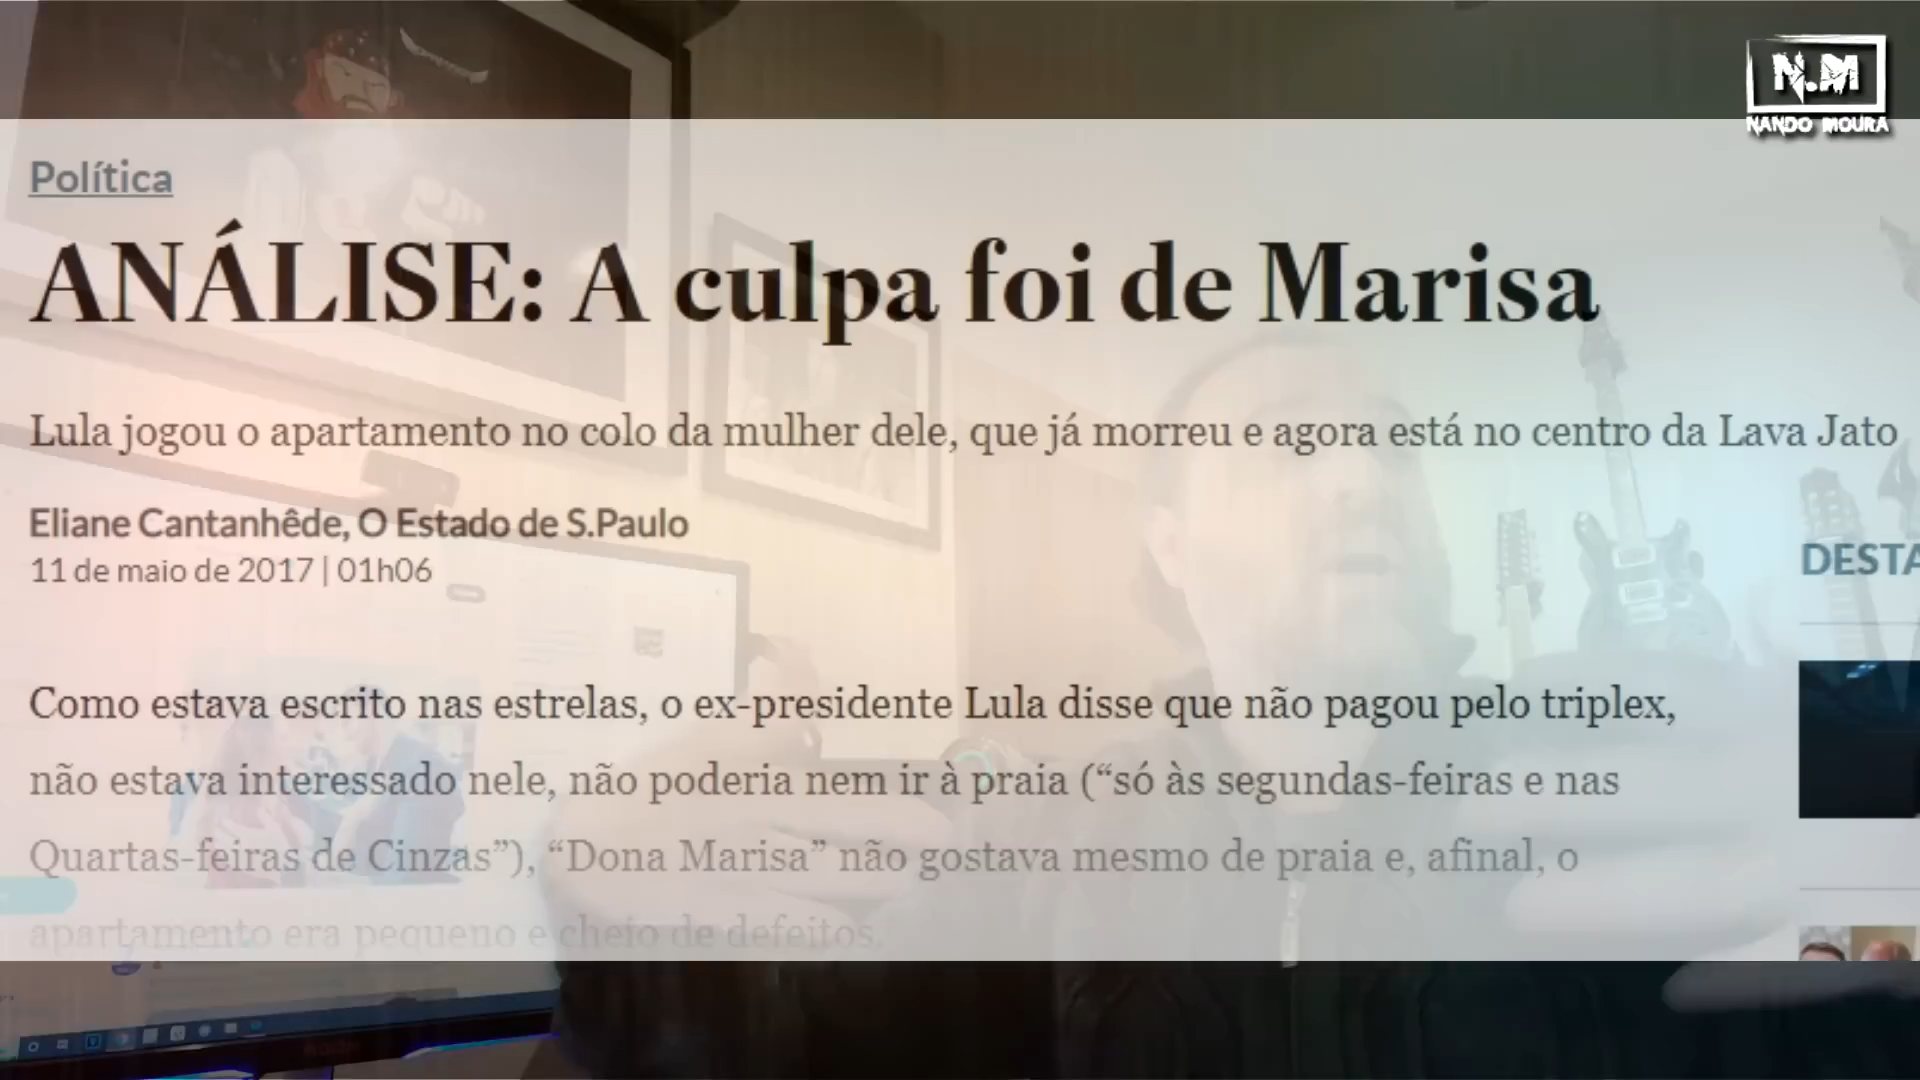 N.M
NANDO MOURA
Política
ANÁLISE: A culpa foi de Marisa
Lula jogou o apartamento no colo da mulher dele, que já morreu e agora está no centro da Lava Jato
Eliane Cantanhêde, O Estado de S.Paulo
11 de maio de 2017 | 01h06
DESTA
Como estava escrito nas estrelas, o ex-presidente Lula disse que não pagou pelo triplex,
não estava interessado nele, não poderia nem ir à praia (“só às segundas-feiras e nas
Quartas-feiras de Cinzas”), “Dona Marisa” não gostava mesmo de praia e, afinal, o
apartamento era pequeno e cheio de defeitos.